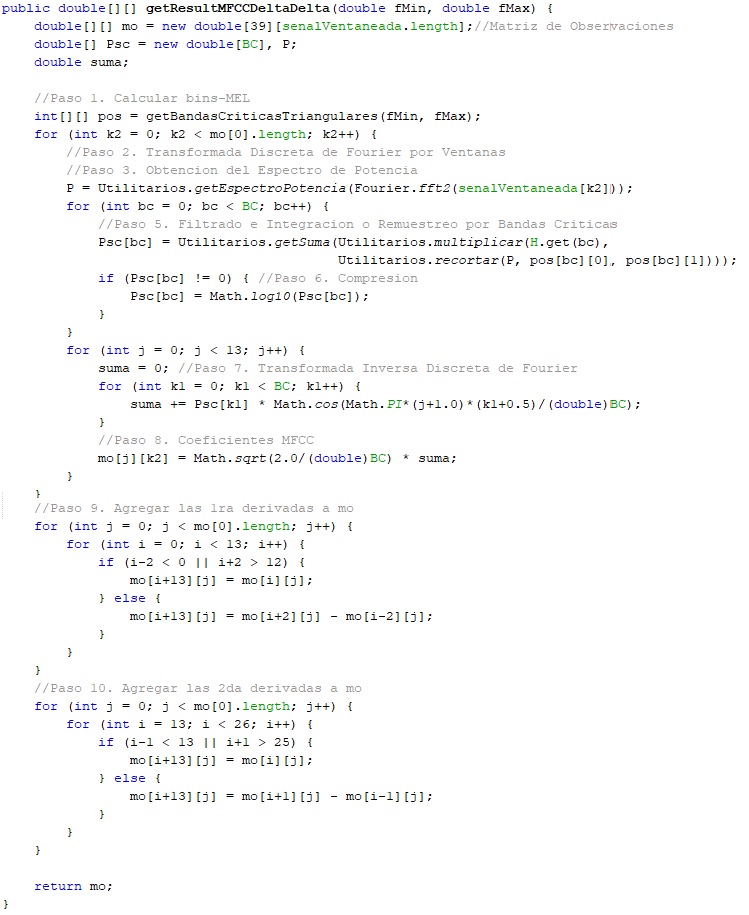 public double[][] getResultMFCCDeltaDelta(double fMin, double fMax) {
    double[][] mo = new double[39][senalVentaneada.length];//Matriz de Observaciones
    double[] Psc = new double[BC], P;
    double suma;

    //Paso 1. Calcular bins-MEL
    int[][] pos = getBandasCriticasTriangulares(fMin, fMax);
    for (int k2 = 0; k2 < mo[0].length; k2++) {
        //Paso 2. Transformada Discreta de Fourier por Ventanas
        //Paso 3. Obtencion del Espectro de Potencia
        P = Utilitarios.getEspectroPotencia(Fourier.fft2(senalVentaneada[k2]));
        for (int bc = 0; bc < BC; bc++) {
            //Paso 5. Filtrado e Integracion o Remuestreo por Bandas Criticas
            Psc[bc] = Utilitarios.getSuma(Utilitarios.multiplicar(H.get(bc),
                                          Utilitarios.recortar(P, pos[bc][0], pos[bc][1])));
            if (Psc[bc] != 0) { //Paso 6. Compresion
                Psc[bc] = Math.log10(Psc[bc]);
            }
        }
        for (int j = 0; j < 13; j++) {
            suma = 0; //Paso 7. Transformada Inversa Discreta de Fourier
            for (int k1 = 0; k1 < BC; k1++) {
                suma += Psc[k1] * Math.cos(Math.PI*(j+1.0)*(k1+0.5)/(double)BC);
            }
            //Paso 8. Coeficientes MFCC
            mo[j][k2] = Math.sqrt(2.0/(double)BC) * suma;
        }
    }
    //Paso 9. Agregar las 1ra derivadas a mo
    for (int j = 0; j < mo[0].length; j++) {
        for (int i = 0; i < 13; i++) {
            if (i-2 < 0 || i+2 > 12) {
                mo[i+13][j] = mo[i][j];
            } else {
                mo[i+13][j] = mo[i+2][j] - mo[i-2][j];
            }
        }
    }
    //Paso 10. Agregar las 2da derivadas a mo
    for (int j = 0; j < mo[0].length; j++) {
        for (int i = 13; i < 26; i++) {
            if (i-1 < 13 || i+1 > 25) {
                mo[i+13][j] = mo[i][j];
            } else {
                mo[i+13][j] = mo[i+1][j] - mo[i-1][j];
            }
        }
    }

    return mo;
}